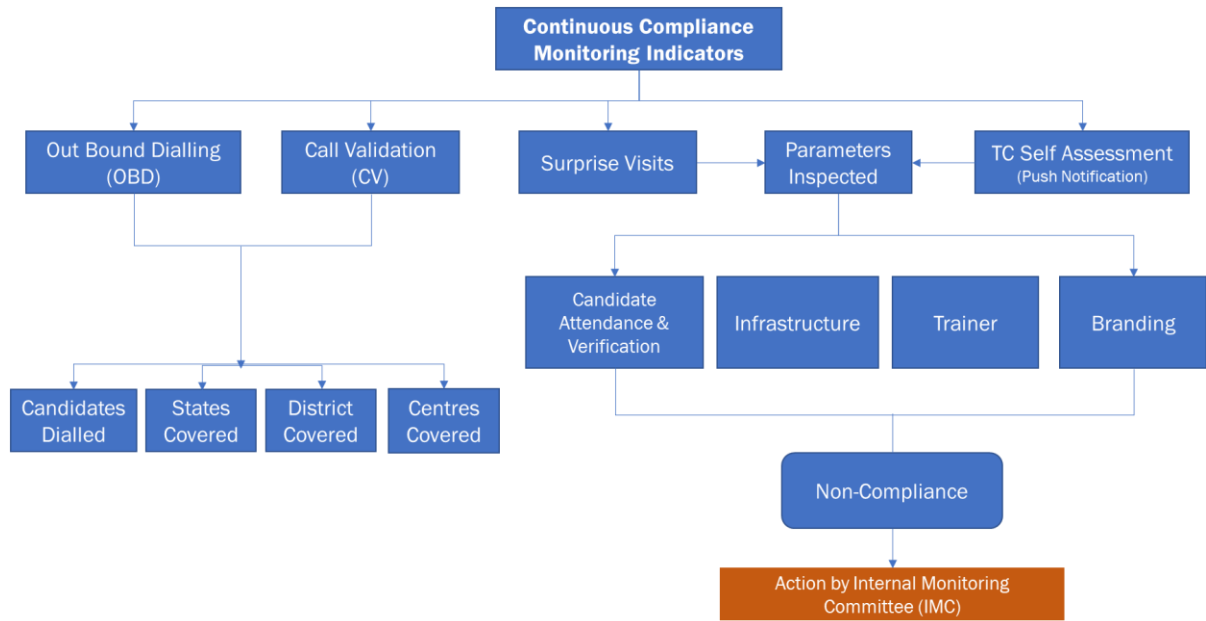 Continuous Compliance
Monitoring Indicators
Out Bound Dialling
(OBD)
Call Validation
(CV)
Surprise Visits
Parameters
Inspected
TC Self Assessment
(Push Notification)
Candidate
Attendance &
Verification
Infrastructure
Trainer
Branding
Candidates
Dialled
States
Covered
District
Covered
Centres
Covered
Non-Compliance
Action by Internal Monitoring
Committee (IMC)